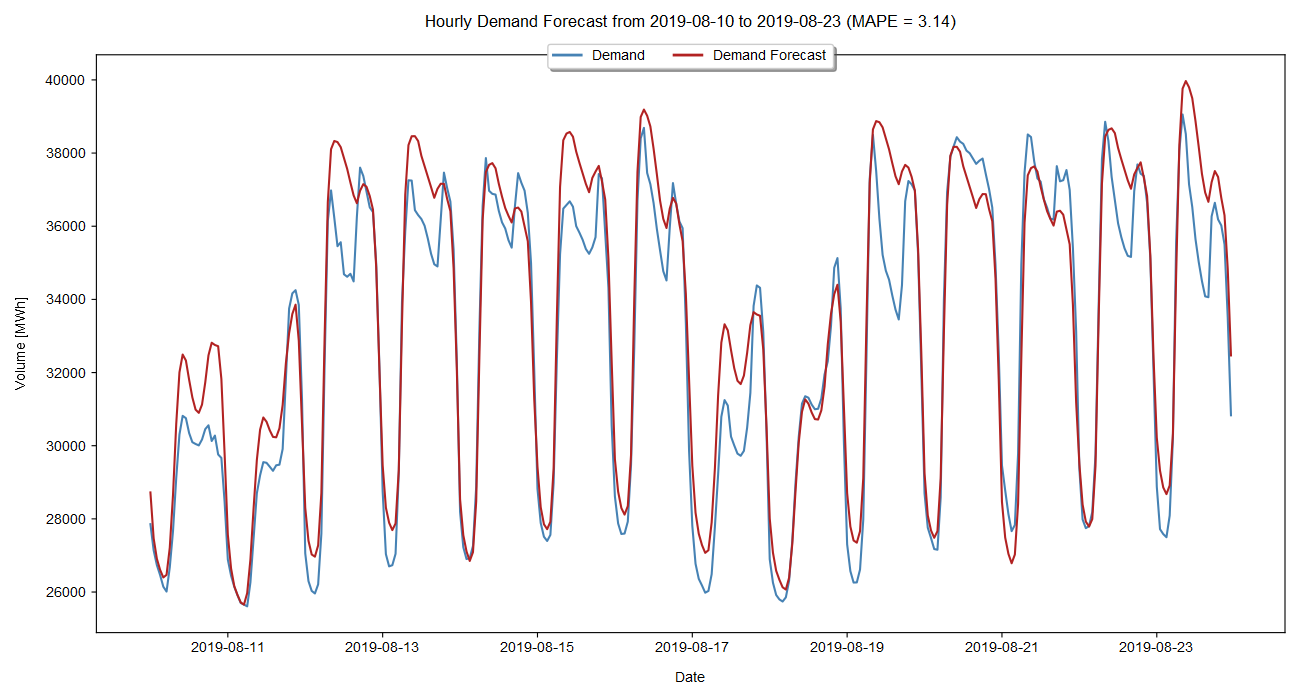 Hourly Demand Forecast from 2019-08-10 to 2019-08-23 (MAPE = 3.14)
Demand Demand Forecast
40000
38000
36000
34000
32000
30000
28000
26000
Volume [MWh]
2019-08-11 2019-08-13 2019-08-15 2019-08-17 2019-08-19 2019-08-21 2019-08-23
Date